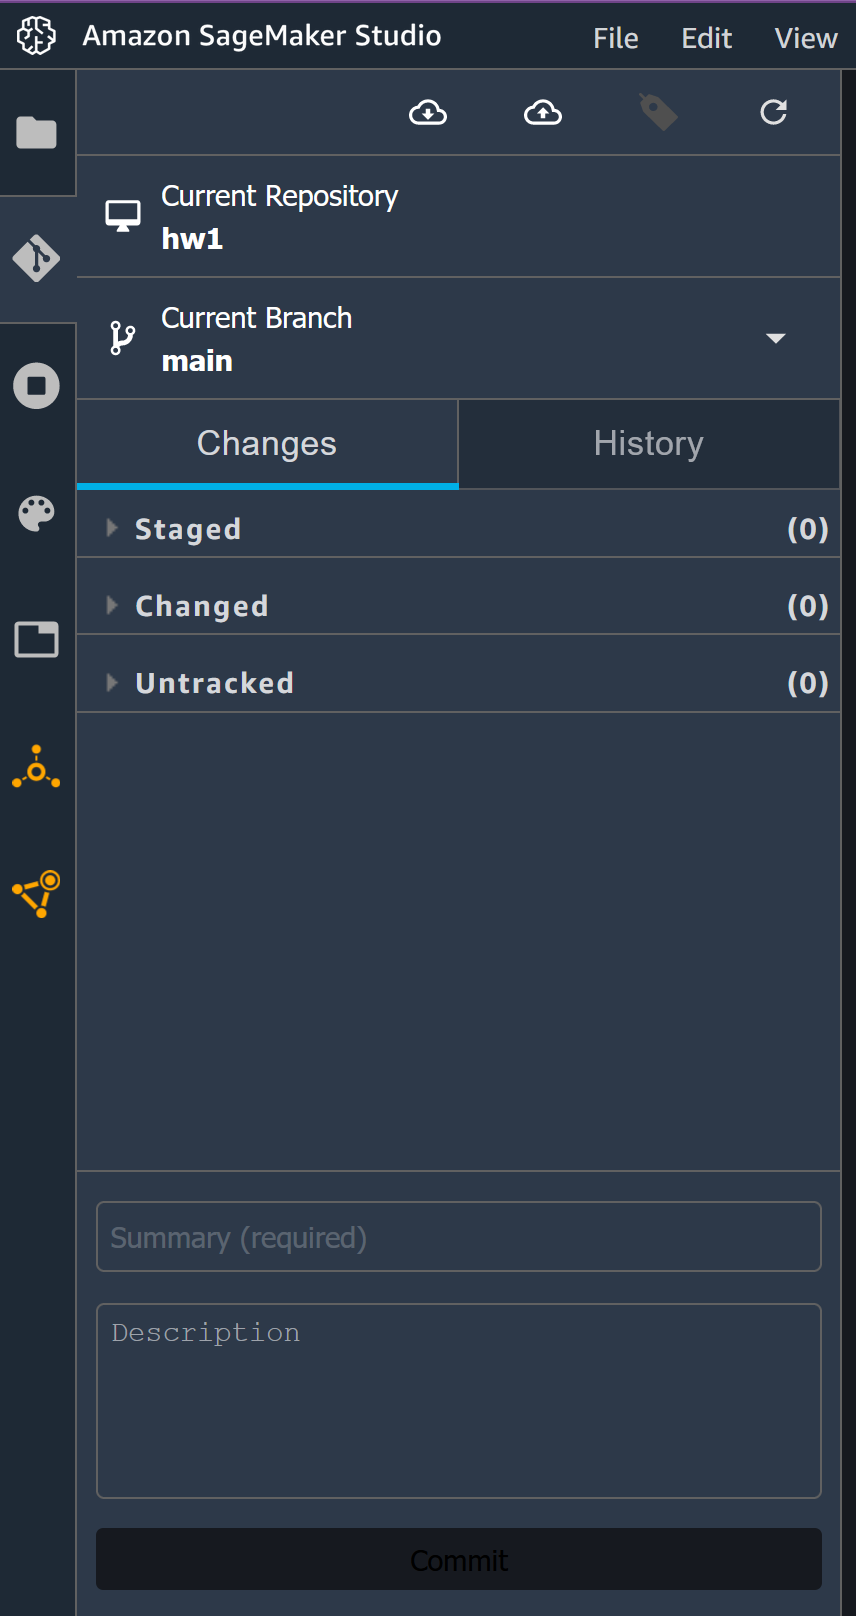 Amazon SageMaker Studio File Edit View
Current Repository
hw1
Current Branch
main
Changes History
Staged (0)
Changed (0)
Untracked (0)
Summary (required)
Description
Commit